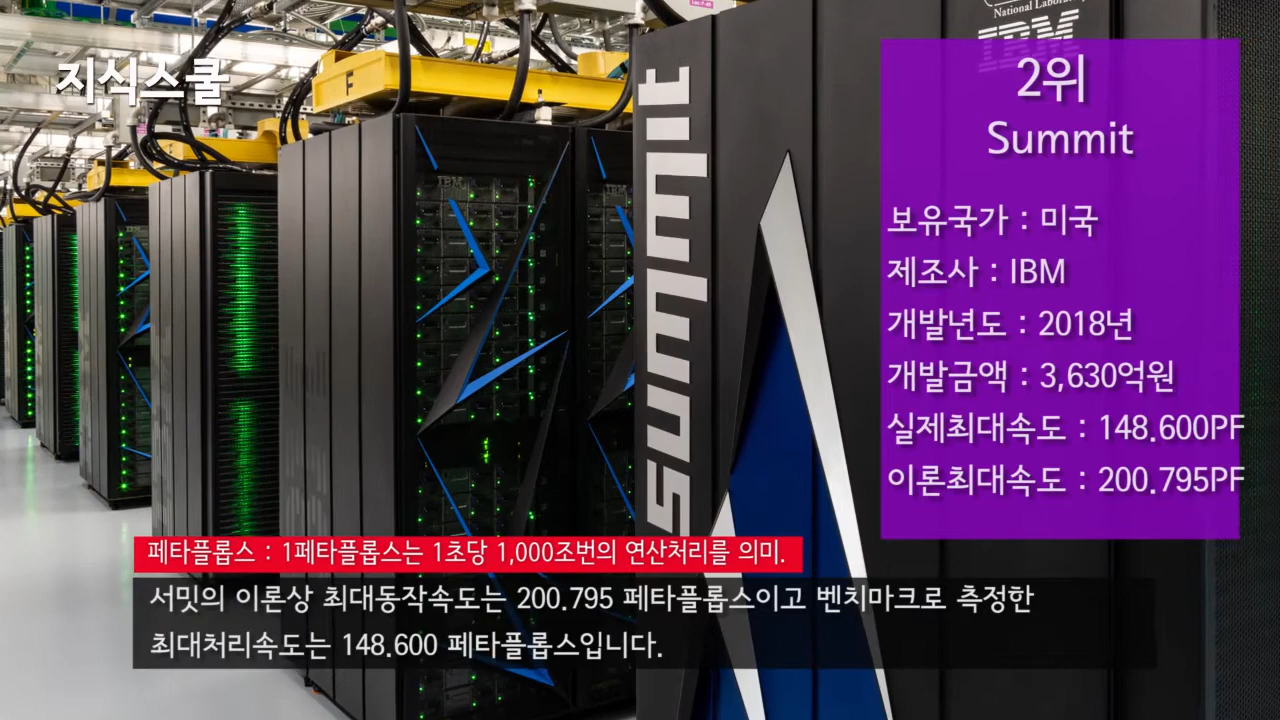 지식스쿨
F
National Laboratory
IBM
summit
IBM
IBM
2위
Summit
보유국가 : 미국
제조사 : IBM
개발년도 : 2018년
개발금액 : 3,630억원
실제최대속도 : 148.600PF
이론최대속도 : 200.795PF
페타플롭스 : 1페타플롭스는 1초당 1,000조번의 연산처리를 의미.
서밋의 이론상 최대동작속도는 200.795 페타플롭스이고 벤치마크로 측정한
최대처리속도는 148.600 페타플롭스입니다.